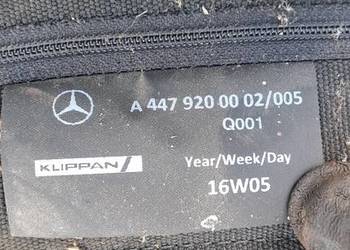 A 447 920 00 02/005
Q001
KLIPPAN
Year/Week/Day
16W05